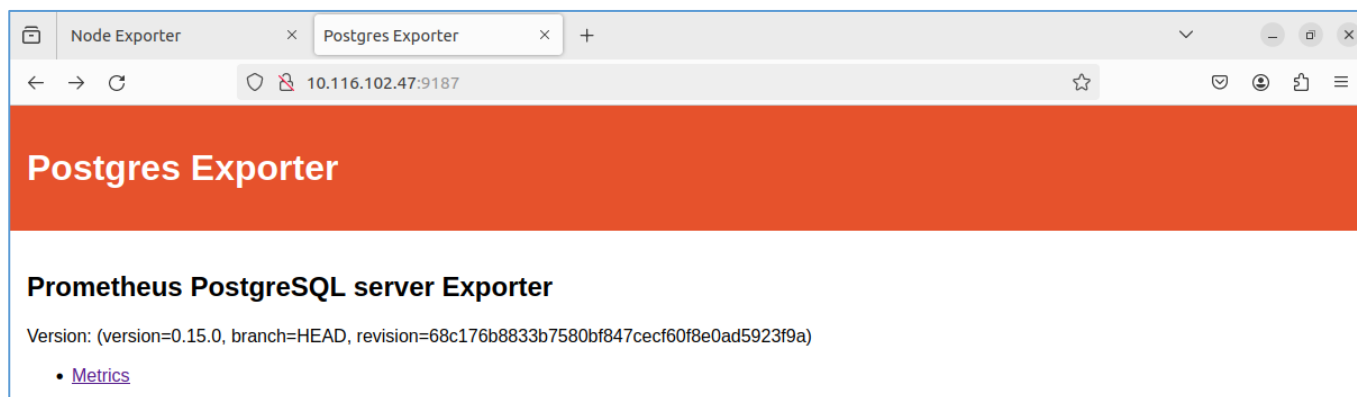 Node Exporter
Postgres Exporter
10.116.102.47:9187
Postgres Exporter
Prometheus PostgreSQL server Exporter
Version: (version=0.15.0, branch=HEAD, revision=68c176b8833b7580bf847cecf60f8e0ad5923f9a)
• Metrics